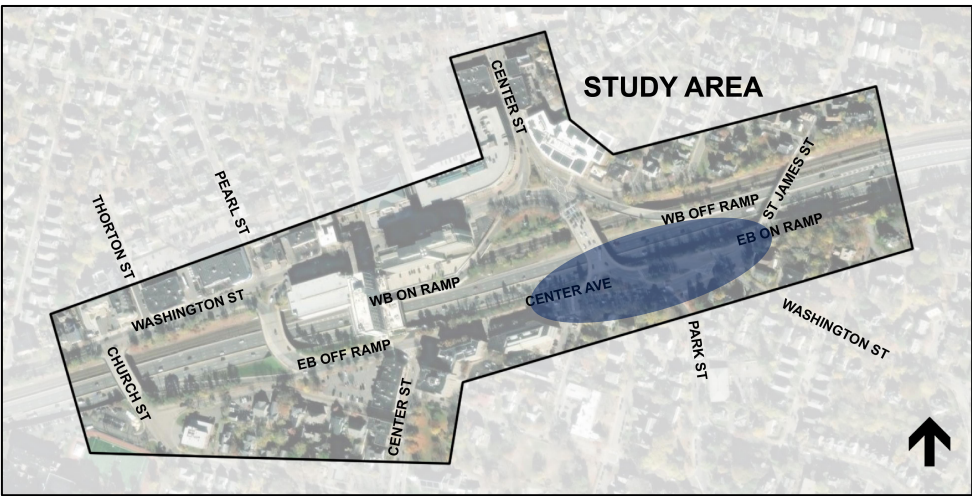 CENTER ST
STUDY AREA
THORTON ST
PEARL ST
ST JAMES ST
WB OFF RAMP
EB ON RAMP
WASHINGTON ST
WB ON RAMP
CENTER AVE
WASHINGTON ST
CHURCH ST
EB OFF RAMP
PARK ST
CENTER ST